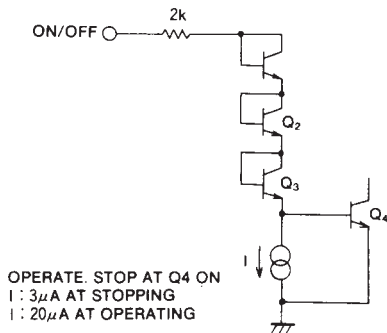 2k
ON/OFF
Q2
Q3
Q4
I
OPERATE. STOP AT Q4 ON
I : 3μA AT STOPPING
I : 20μA AT OPERATING